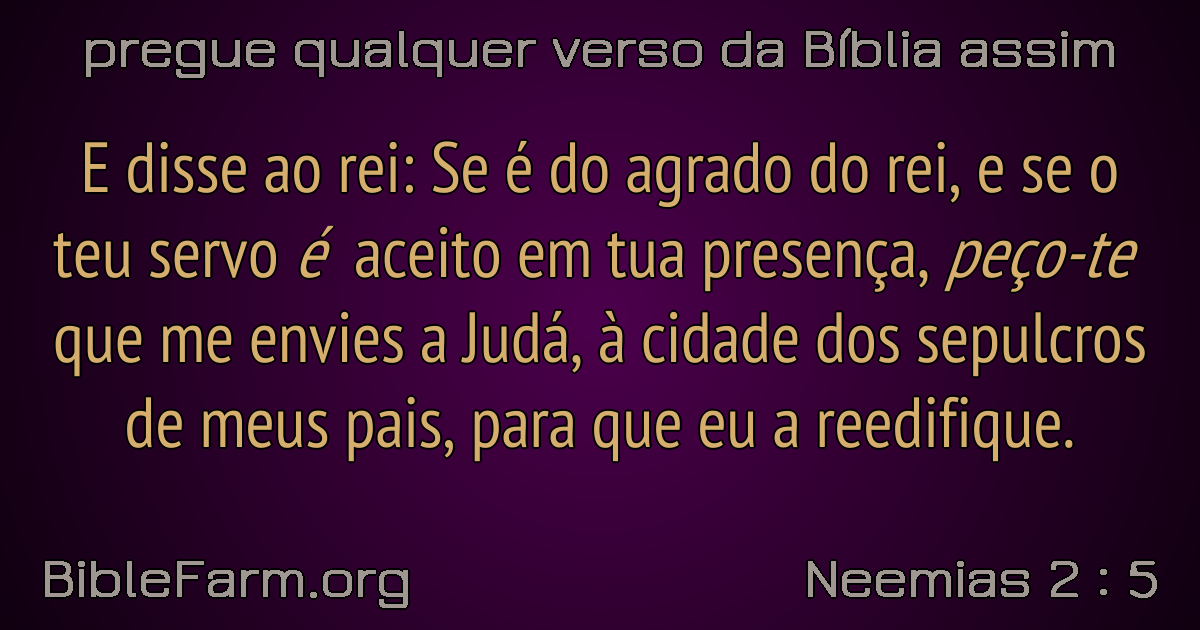 pregue qualquer verso da Bíblia assim
E disse ao rei: Se é do agrado do rei, e se o
teu servo é aceito em tua presença, peço-te
que me envies a Judá, à cidade dos sepulcros
de meus pais, para que eu a reedifique.
BibleFarm.org
Neemias 2 : 5